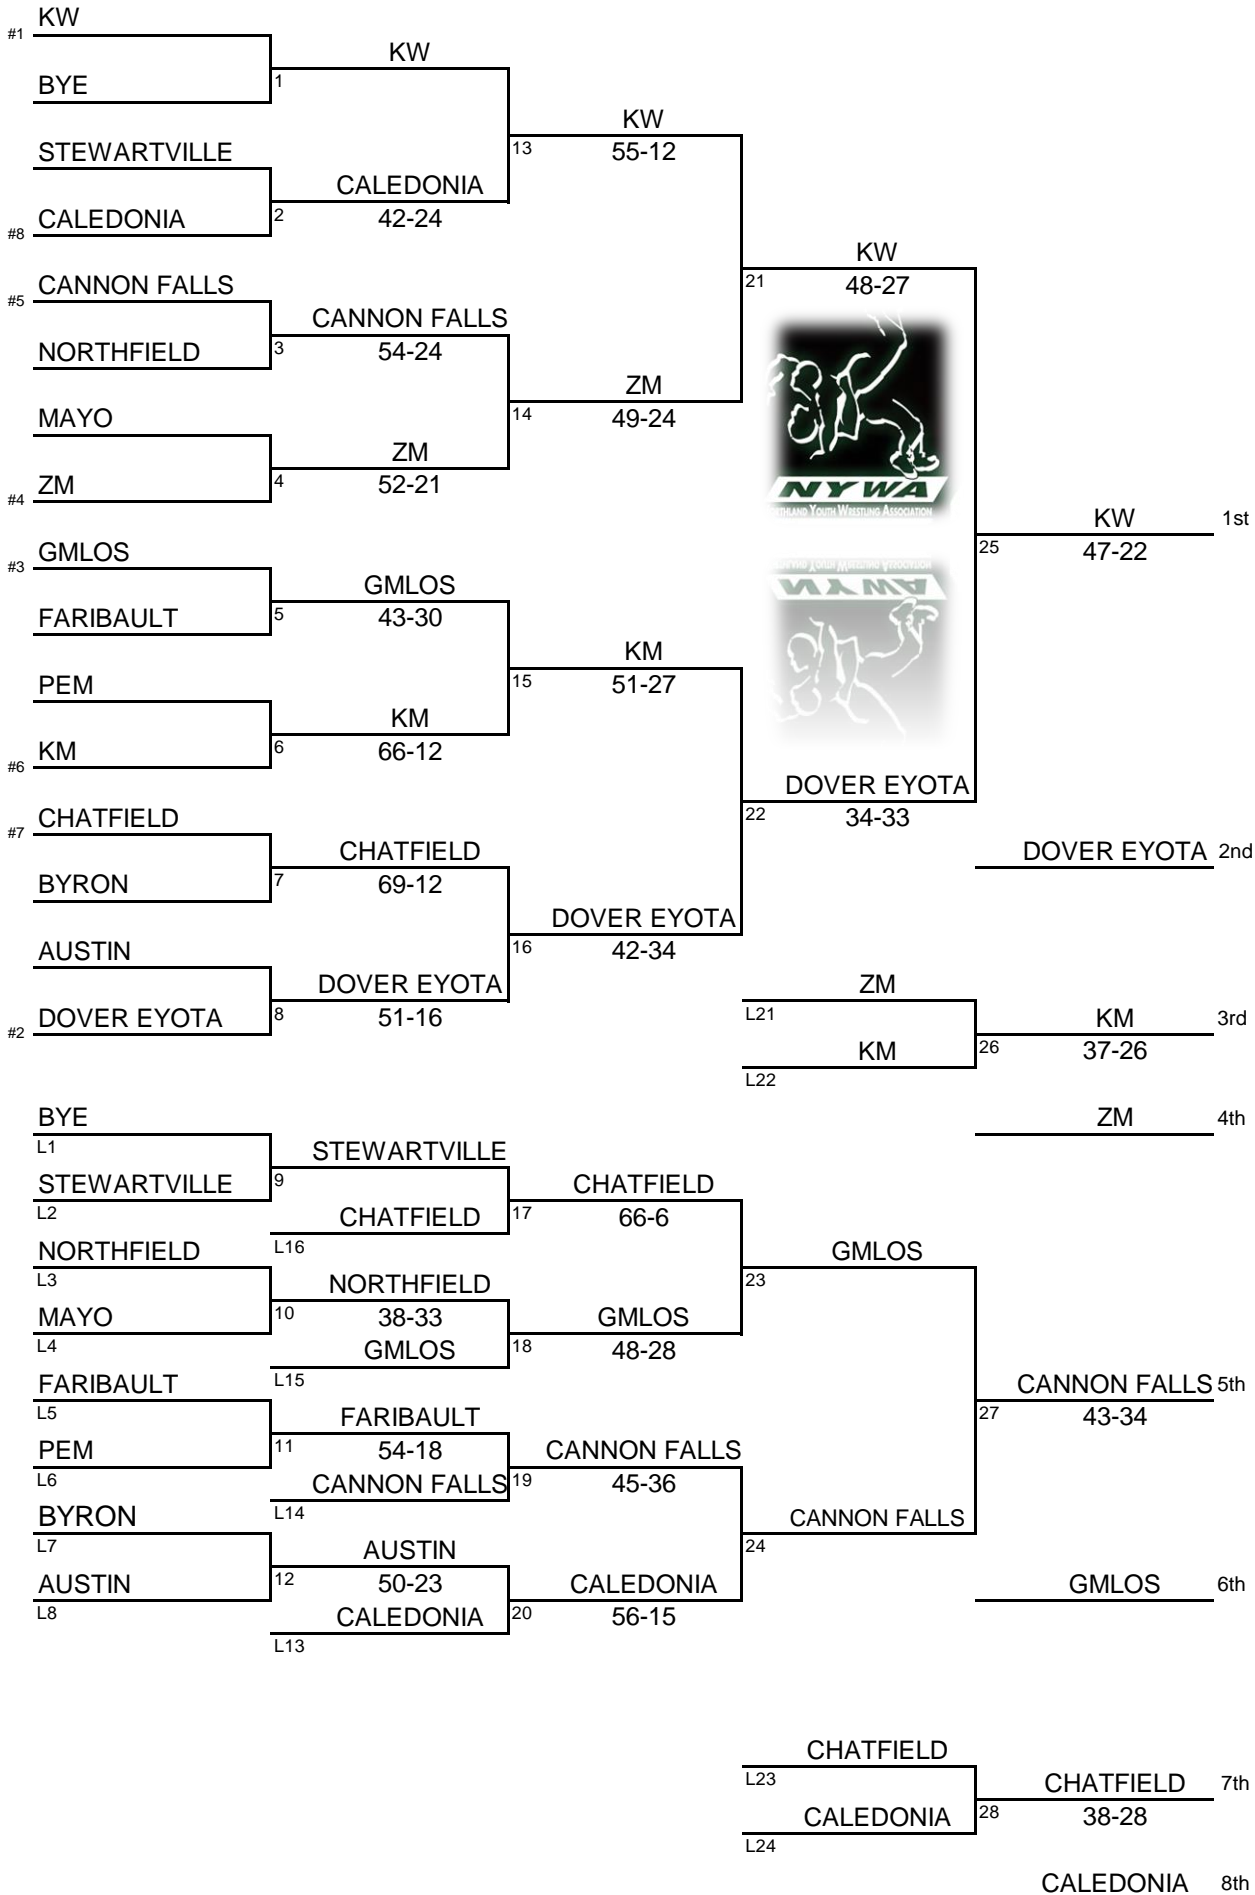 KW
#1
KW
BYE
1
KW
STEWARTVILLE
13
55-12
CALEDONIA
CALEDONIA
2
42-24
#8
KW
CANNON FALLS
21
48-27
#5
CANNON FALLS
NORTHFIELD
3
54-24
ZM
MAYO
14
49-24
ZM
ZM
4
52-21
#4
NYWA
NORTHLAND YOUTH WRESTLING ASSOCIATION
KW
1st
25
47-22
GMLOS
#3
GMLOS
FARIBAULT
5
43-30
KM
PEM
15
51-27
KM
KM
6
66-12
#6
DOVER EYOTA
CHATFIELD
22
34-33
#7
CHATFIELD
DOVER EYOTA
2nd
BYRON
7
69-12
DOVER EYOTA
AUSTIN
16
42-34
DOVER EYOTA
ZM
DOVER EYOTA
8
51-16
L21
KM
3rd
#2
KM
26
37-26
L22
BYE
ZM
4th
L1
STEWARTVILLE
STEWARTVILLE
9
CHATFIELD
L2
CHATFIELD
17
66-6
NORTHFIELD
L16
GMLOS
L3
NORTHFIELD
23
MAYO
10
38-33
GMLOS
L4
GMLOS
18
48-28
FARIBAULT
L15
CANNON FALLS
5th
L5
FARIBAULT
27
43-34
PEM
11
54-18
CANNON FALLS
L6
CANNON FALLS
19
45-36
BYRON
L14
CANNON FALLS
L7
AUSTIN
24
AUSTIN
12
50-23
CALEDONIA
GMLOS
6th
L8
CALEDONIA
20
56-15
L13
CHATFIELD
L23
CHATFIELD
7th
CALEDONIA
28
38-28
L24
CALEDONIA
8th